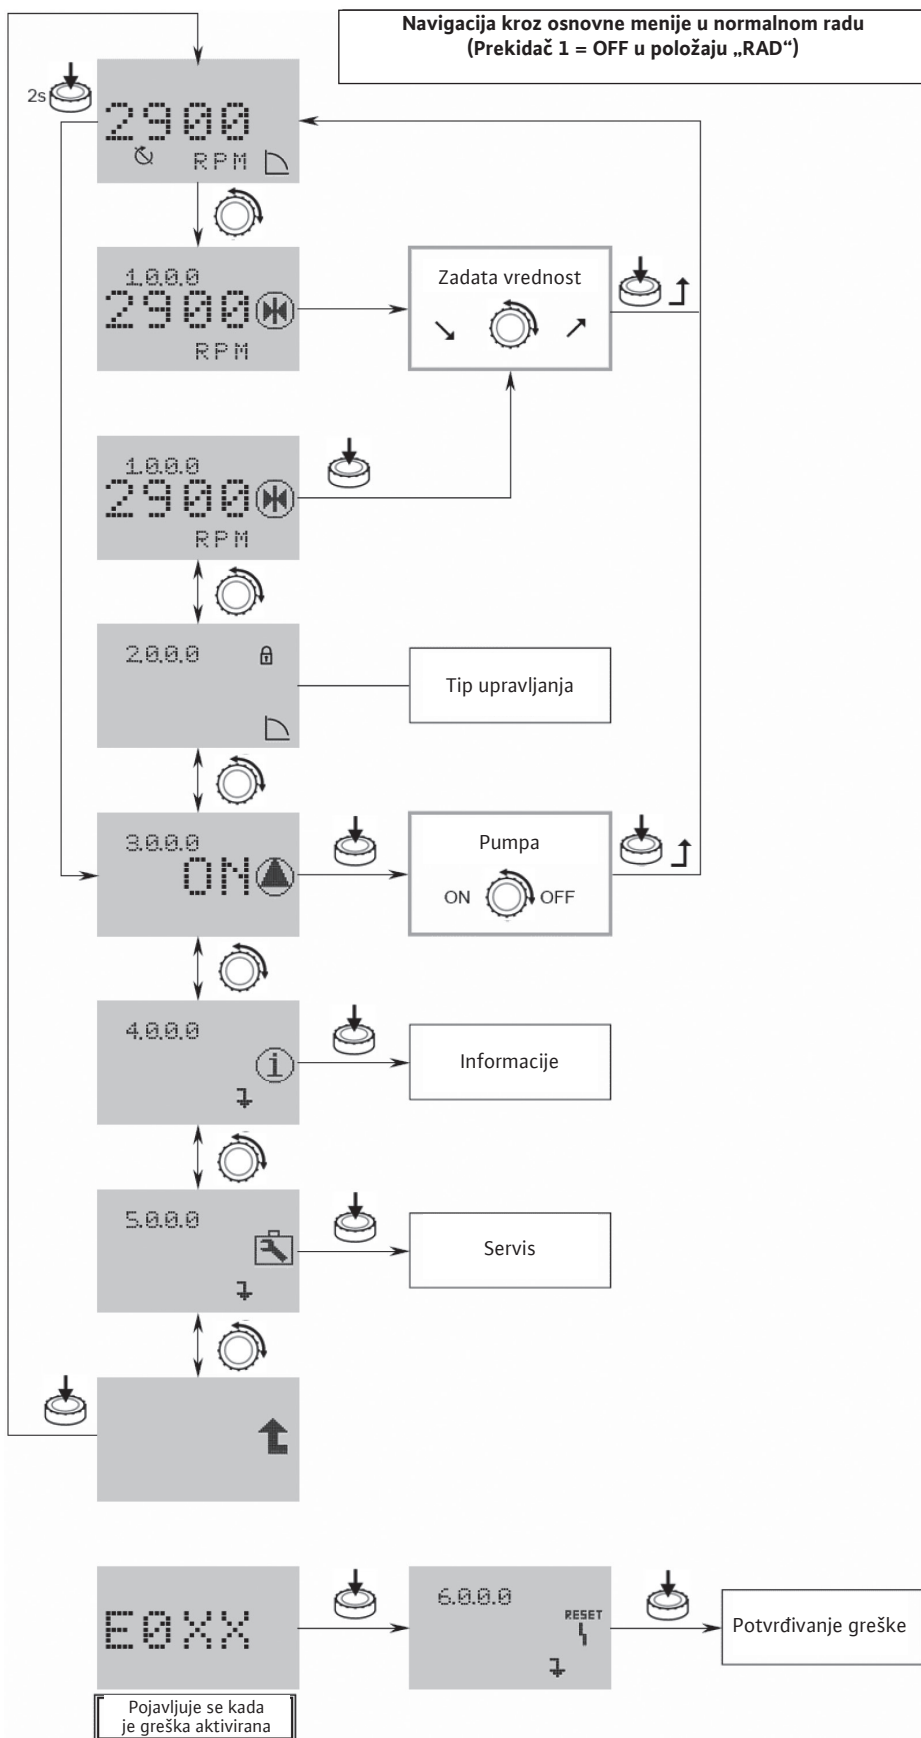 Navigacija kroz osnovne menije u normalnom radu
(Prekidač 1 = OFF u položaju „RAD“)
2s
2900
RPM
1.0.0.0
2900
RPM
Zadata vrednost
1.0.0.0
2900
RPM
2.0.0.0
Tip upravljanja
3.0.0.0
ON
Pumpa
ON OFF
4.0.0.0
i
Informacije
5.0.0.0
Servis
E0XX
6.0.0.0
RESET
Potvrđivanje greške
Pojavljuje se kada
je greška aktivirana